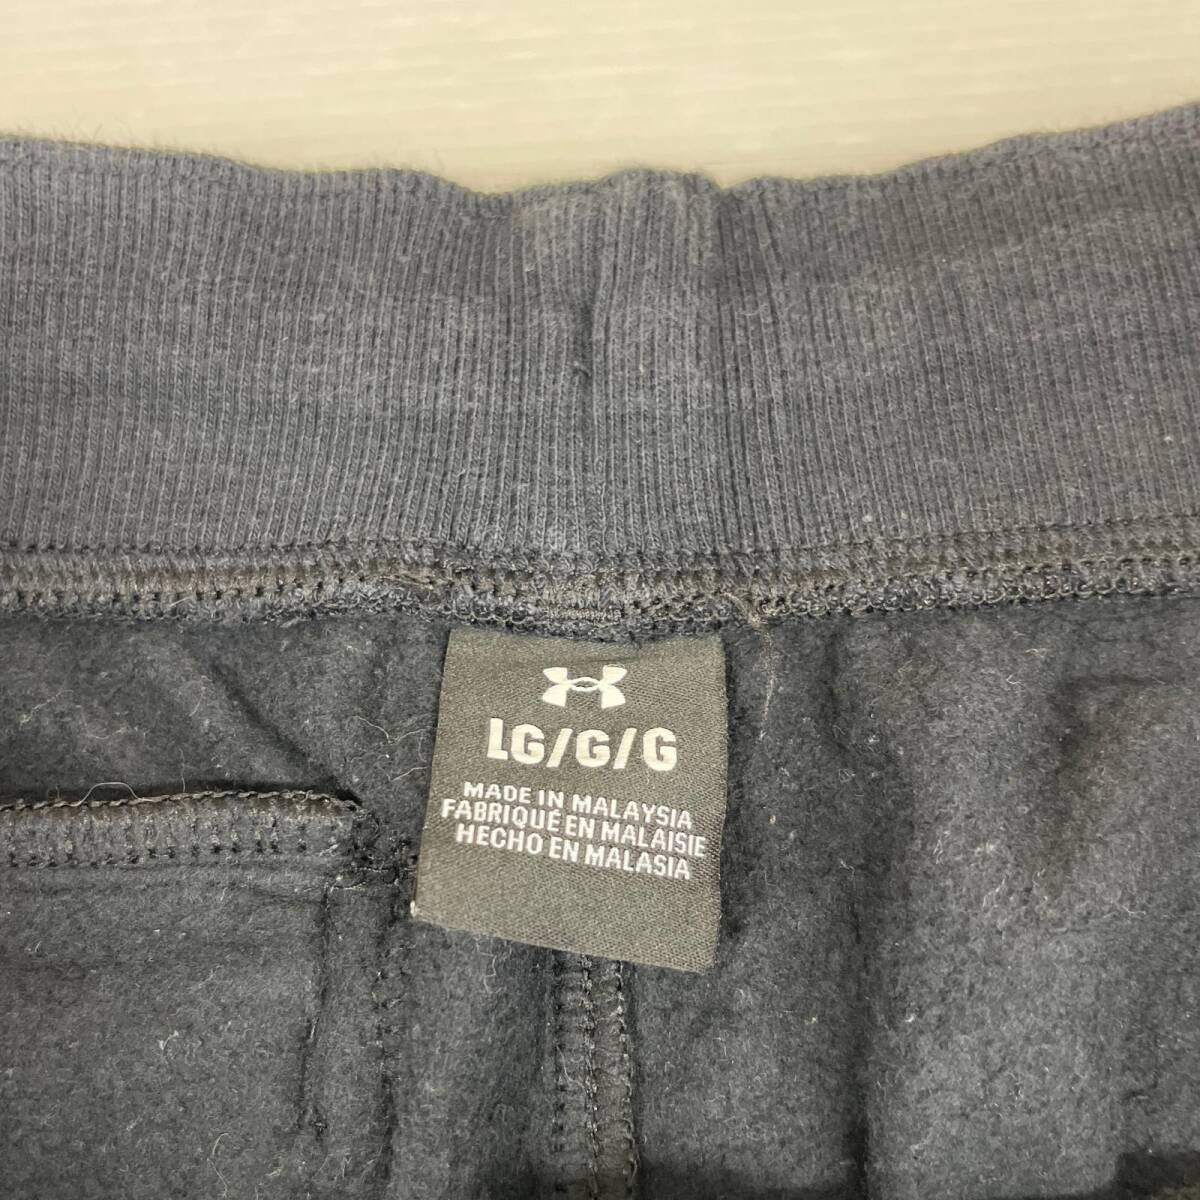 LG/G/G
MADE IN MALAYSIA
FABRIQUÉ EN MALAISIE
HECHO EN MALASIA